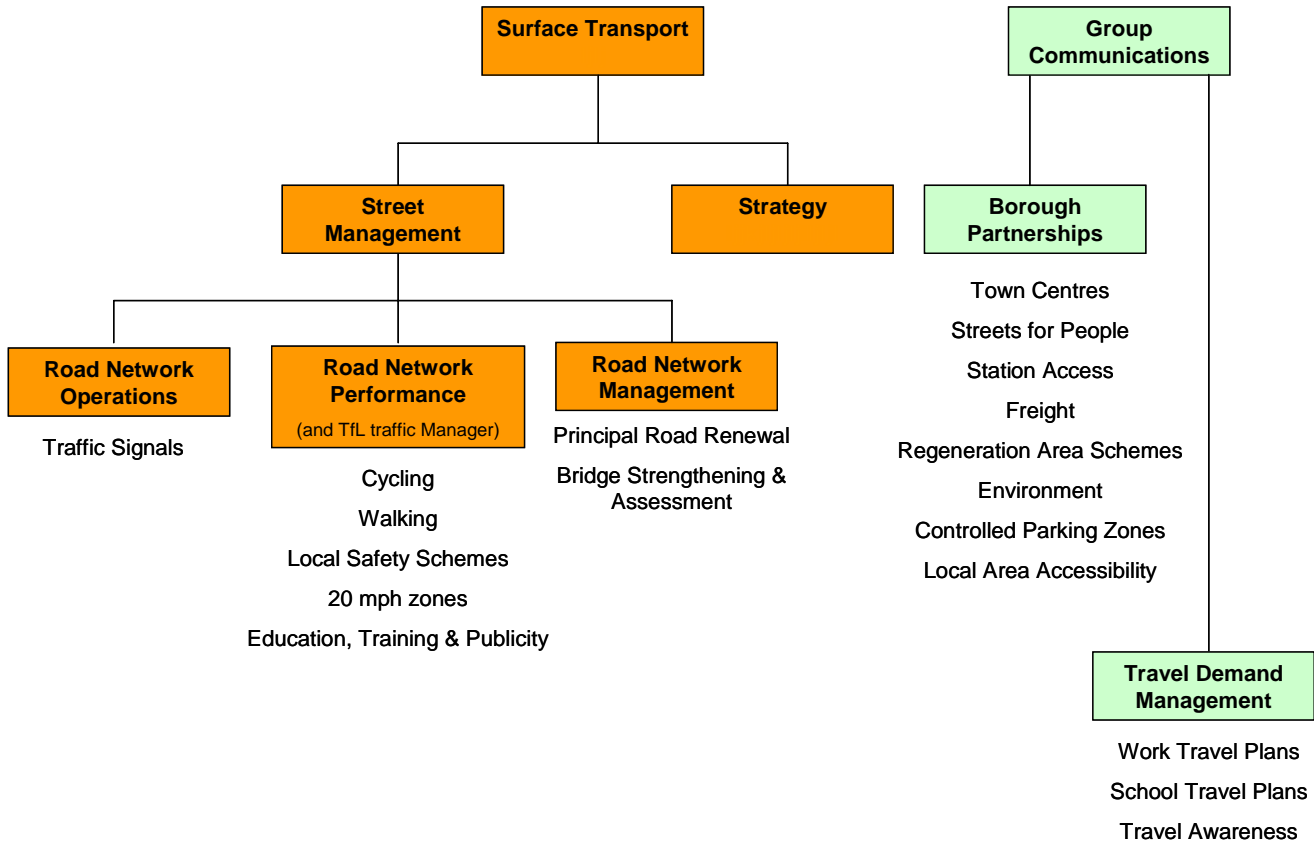 Surface Transport
Group
Communications
Street
Management
Strategy
Borough
Partnerships
Town Centres
Streets for People
Station Access
Freight
Regeneration Area Schemes
Environment
Controlled Parking Zones
Local Area Accessibility
Road Network
Operations
Traffic Signals
Road Network
Performance
(and TfL traffic Manager)
Cycling
Walking
Local Safety Schemes
20 mph zones
Education, Training & Publicity
Road Network
Management
Principal Road Renewal
Bridge Strengthening &
Assessment
Travel Demand
Management
Work Travel Plans
School Travel Plans
Travel Awareness